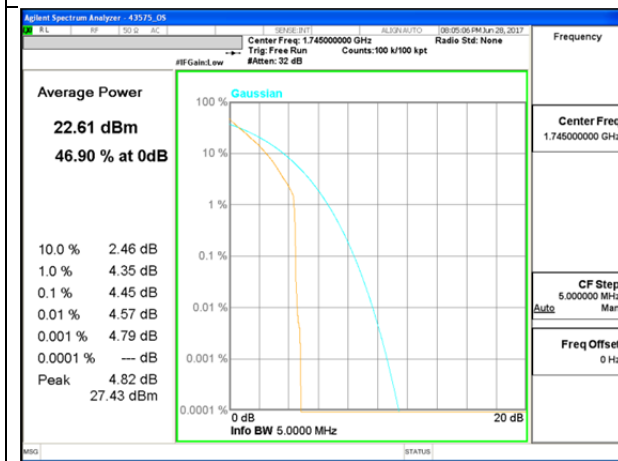 Agilent Spectrum Analyzer - 43575_OS
RL RF 50 Ω AC SENSE:INT ALIGN AUTO 08:05:06 PM Jun 20, 2017
Center Freq: 1.745000000 GHz Radio Std: None
Trig: Free Run Counts:100 k/100 kpt
#IFGain:Low #Atten: 32 dB
Frequency
Average Power
22.61 dBm
46.90 % at 0dB
10.0 % 2.46 dB
1.0 % 4.35 dB
0.1 % 4.45 dB
0.01 % 4.57 dB
0.001 % 4.79 dB
0.0001 % --- dB
Peak 4.82 dB
27.43 dBm
Gaussian
100 %
10 %
1 %
0.1 %
0.01 %
0.001 %
0.0001 %
0 dB 20 dB
Info BW 5.0000 MHz
Center Freq
1.745000000 GHz
CF Step
5.000000 MHz
Auto Man
Freq Offset
0 Hz
MSG STATUS